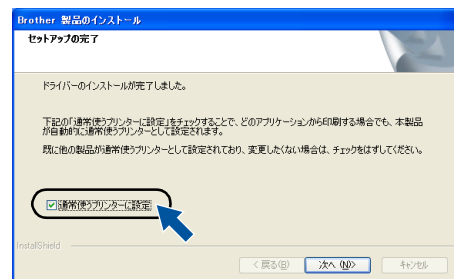 Brother 製品のインストール
セットアップの完了
ドライバーのインストールが完了しました。
下記の「通常使うプリンターに設定」をチェックすることで、どのアプリケーションから印刷する場合でも、本製品
が自動的に通常使うプリンターとして設定されます。
既に他の製品が通常使うプリンターとして設定されており、変更したくない場合は、チェックをはずしてください。
通常使うプリンターに設定
InstallShield
< 戻る(B) 次へ (N)> キャンセル